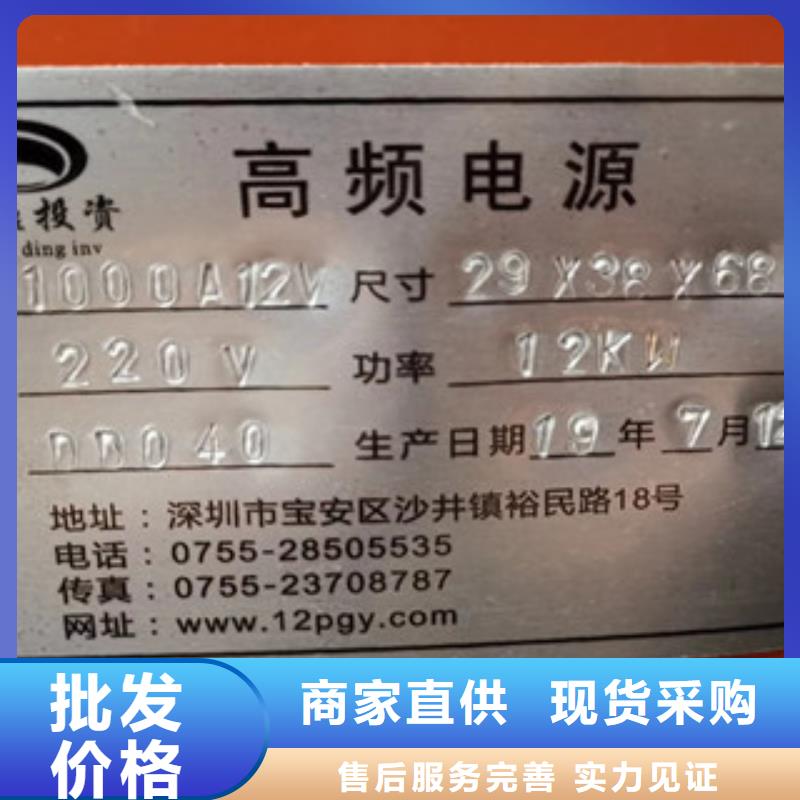 高频电源
投资
ding inv
1000A12V 尺寸 29X38X68
220V 功率 12KW
040 生产日期 19 年 7 月 12
地址：深圳市宝安区沙井镇裕民路18号
电话：0755-28505535
传真：0755-23708787
网址：www.12pgy.com
批发
价格
商家直供 现货采购
售后服务完善 实力见证